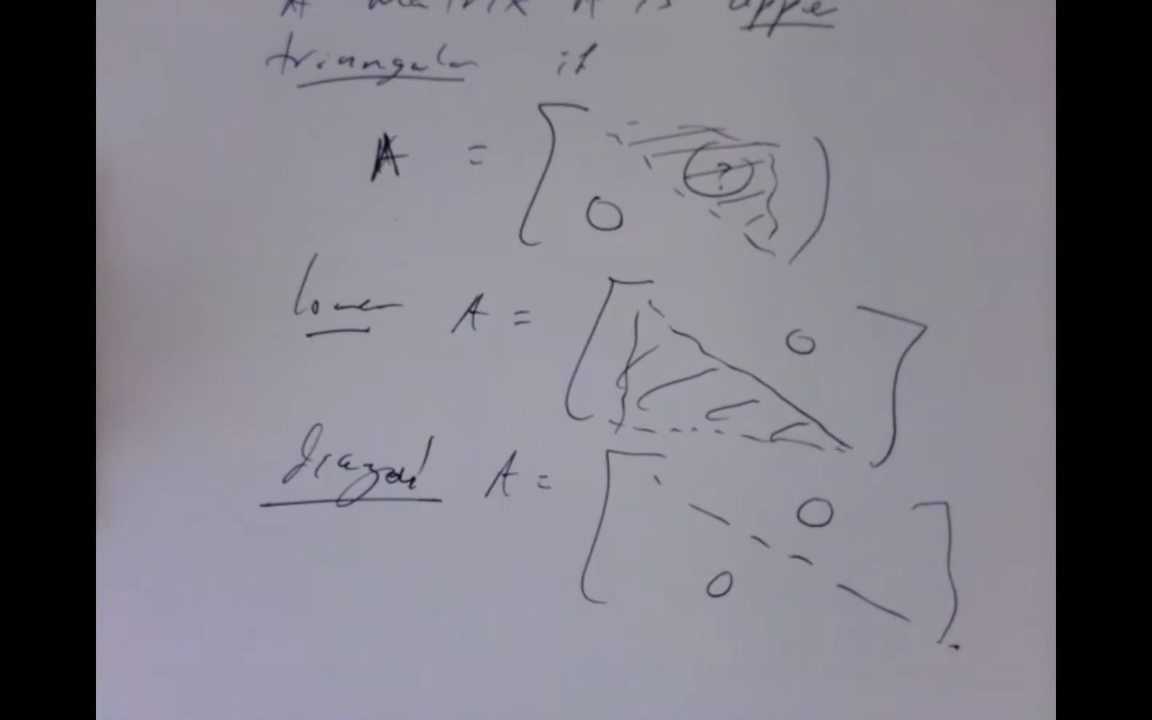 A matrix A is upper
triangular if
A = [ ? 0 )
lower A = [ 0 ]
diagonal A = [ 0 0 ]